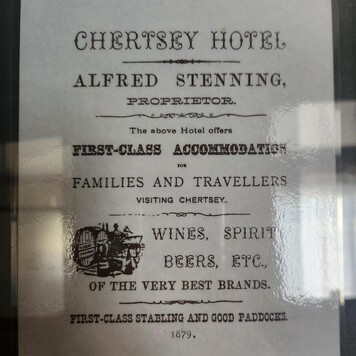 CHERTSEY HOTEL
ALFRED STENNING,
PROPRIETOR.
The above Hotel offers
FIRST-CLASS ACCOMMODATION
FOR
FAMILIES AND TRAVELLERS
VISITING CHERTSEY.
WINES, SPIRIT
BEERS, ETC.,
OF THE VERY BEST BRANDS.
FIRST-CLASS STABLING AND GOOD PADDOCKS.
1879.